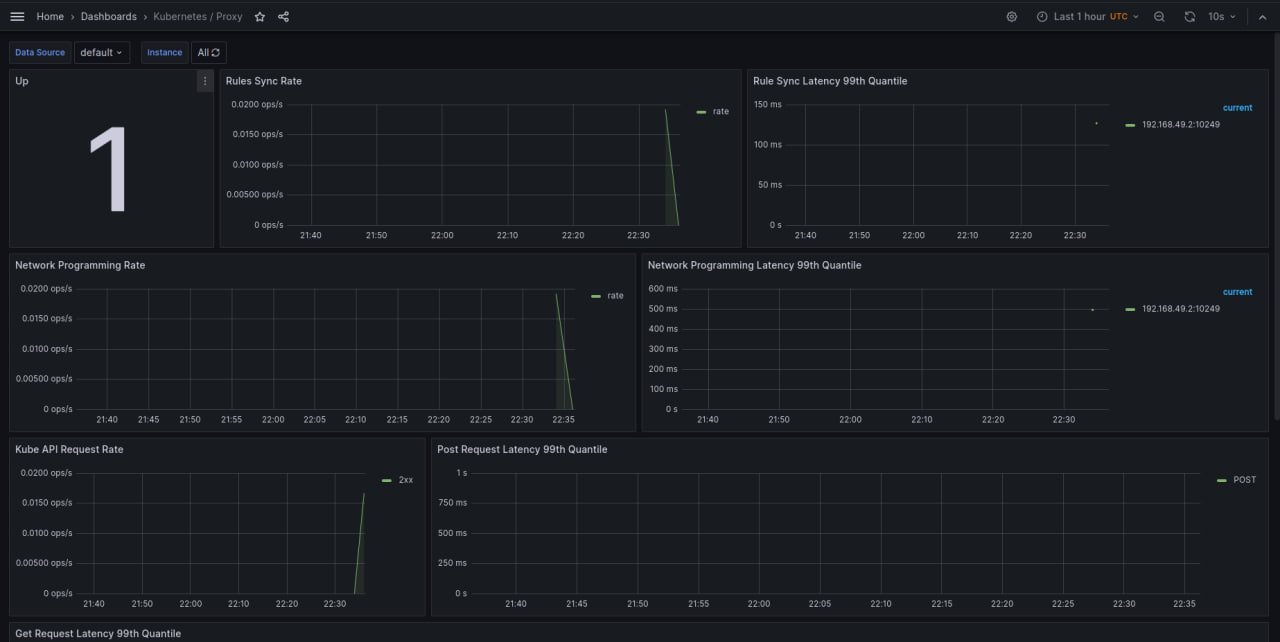 Home › Dashboards › Kubernetes / Proxy
Last 1 hour UTC
10s
Data Source default
Instance All
Up
1
Rules Sync Rate
0.0200 ops/s
0.0150 ops/s
0.0100 ops/s
0.00500 ops/s
0 ops/s
21:40 21:50 22:00 22:10 22:20 22:30
rate
Rule Sync Latency 99th Quantile
150 ms
100 ms
50 ms
0 s
21:40 21:50 22:00 22:10 22:20 22:30
current
192.168.49.2:10249
Network Programming Rate
0.0200 ops/s
0.0150 ops/s
0.0100 ops/s
0.00500 ops/s
0 ops/s
21:40 21:45 21:50 21:55 22:00 22:05 22:10 22:15 22:20 22:25 22:30 22:35
rate
Network Programming Latency 99th Quantile
600 ms
500 ms
400 ms
300 ms
200 ms
100 ms
0 s
21:40 21:50 22:00 22:10 22:20 22:30
current
192.168.49.2:10249
Kube API Request Rate
0.0200 ops/s
0.0150 ops/s
0.0100 ops/s
0.00500 ops/s
0 ops/s
21:40 21:50 22:00 22:10 22:20 22:30
2xx
Post Request Latency 99th Quantile
1 s
750 ms
500 ms
250 ms
0 s
21:40 21:45 21:50 21:55 22:00 22:05 22:10 22:15 22:20 22:25 22:30 22:35
POST
Get Request Latency 99th Quantile